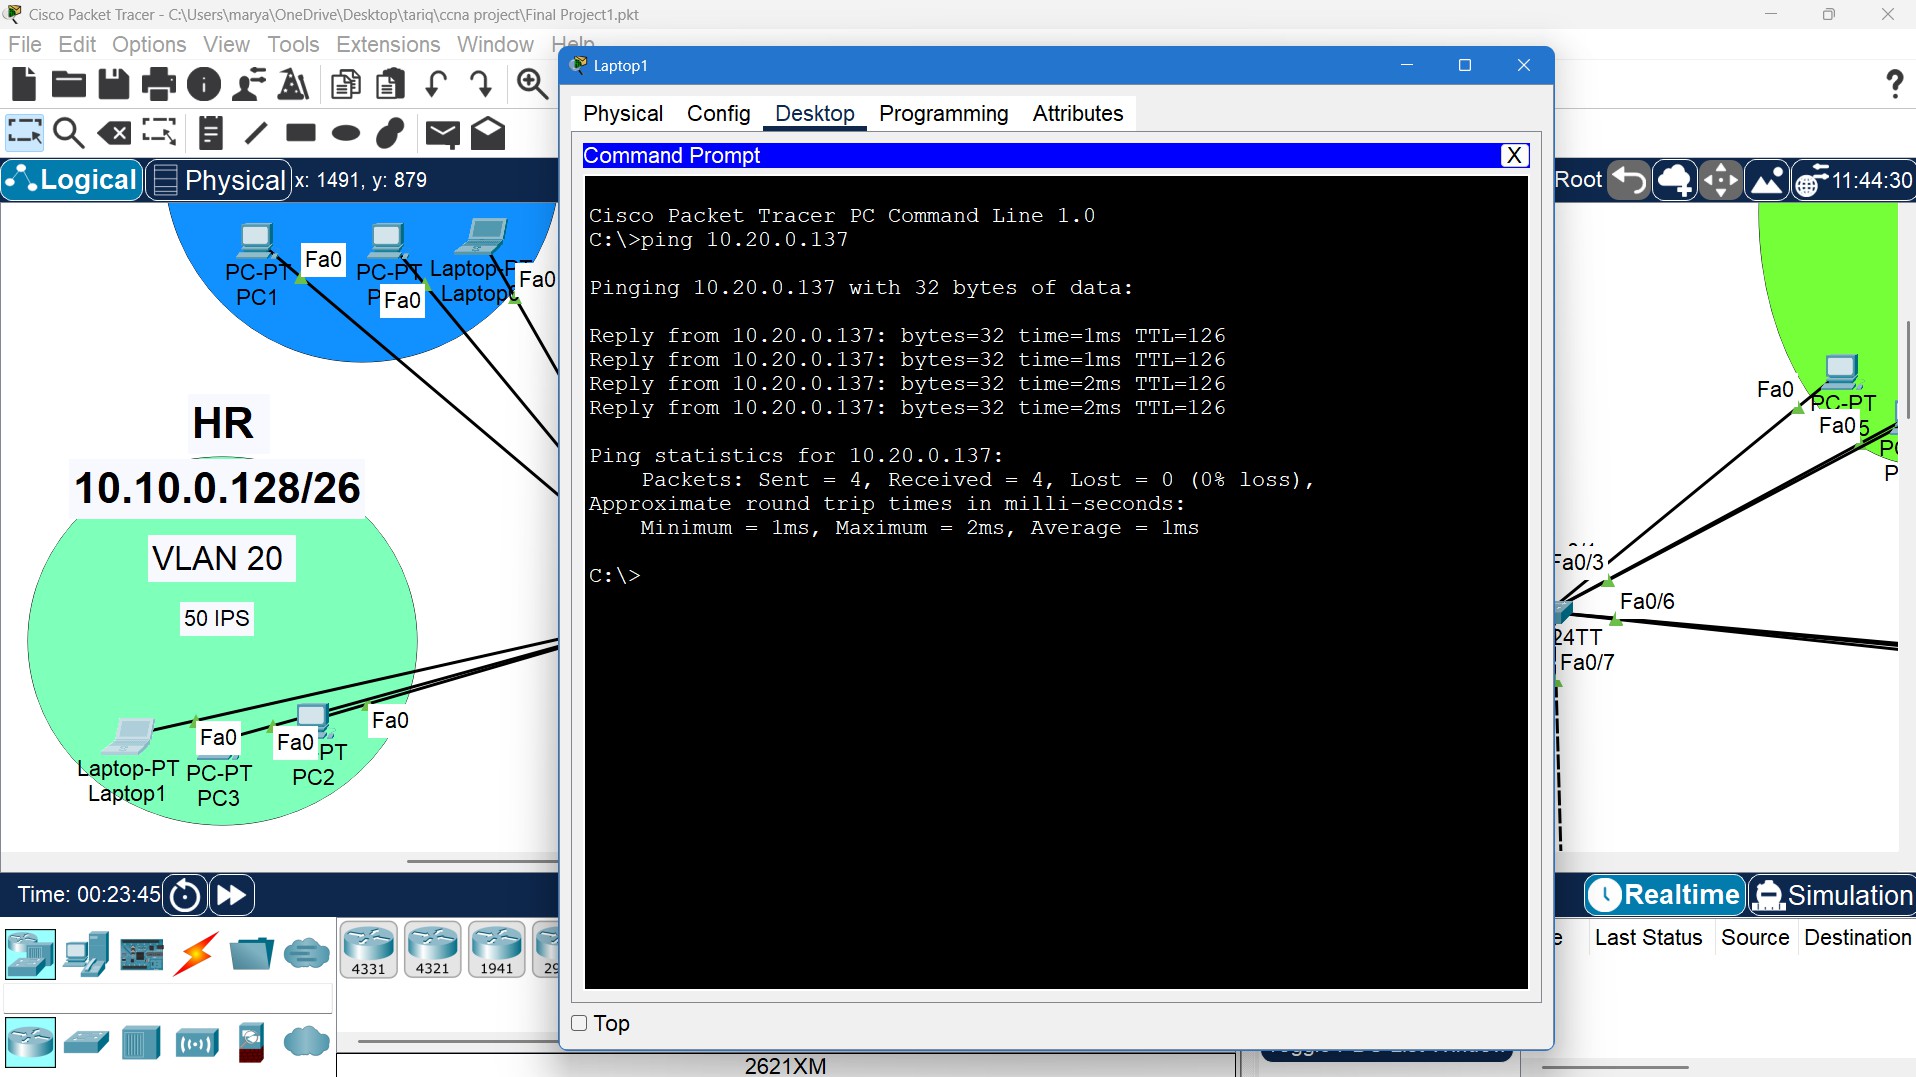 Cisco Packet Tracer - C:\Users\marya\OneDrive\Desktop\tariq\ccna project\Final Project1.pkt
File Edit Options View Tools Extensions Window Help
Logical Physical x: 1491, y: 879
Root 11:44:30
Laptop1
Physical Config Desktop Programming Attributes
Command Prompt X
Cisco Packet Tracer PC Command Line 1.0
C:\>ping 10.20.0.137
Pinging 10.20.0.137 with 32 bytes of data:
Reply from 10.20.0.137: bytes=32 time=1ms TTL=126
Reply from 10.20.0.137: bytes=32 time=1ms TTL=126
Reply from 10.20.0.137: bytes=32 time=2ms TTL=126
Reply from 10.20.0.137: bytes=32 time=2ms TTL=126
Ping statistics for 10.20.0.137:
Packets: Sent = 4, Received = 4, Lost = 0 (0% loss),
Approximate round trip times in milli-seconds:
Minimum = 1ms, Maximum = 2ms, Average = 1ms
C:\>
Top
Fa0
Fa0
PC-PT PC-PT
PC1
Fa0
Laptop
HR
10.10.0.128/26
VLAN 20
50 IPS
Fa0
Fa0
Fa0
PT
PC2
Laptop-PT PC-PT
Laptop1 PC3
Fa0
PC-PT
Fa0
5
Fa0/3
Fa0/6
24TT
Fa0/7
Time: 00:23:45
Realtime Simulation
4331 4321 1941 29
Last Status Source Destination
2621XM